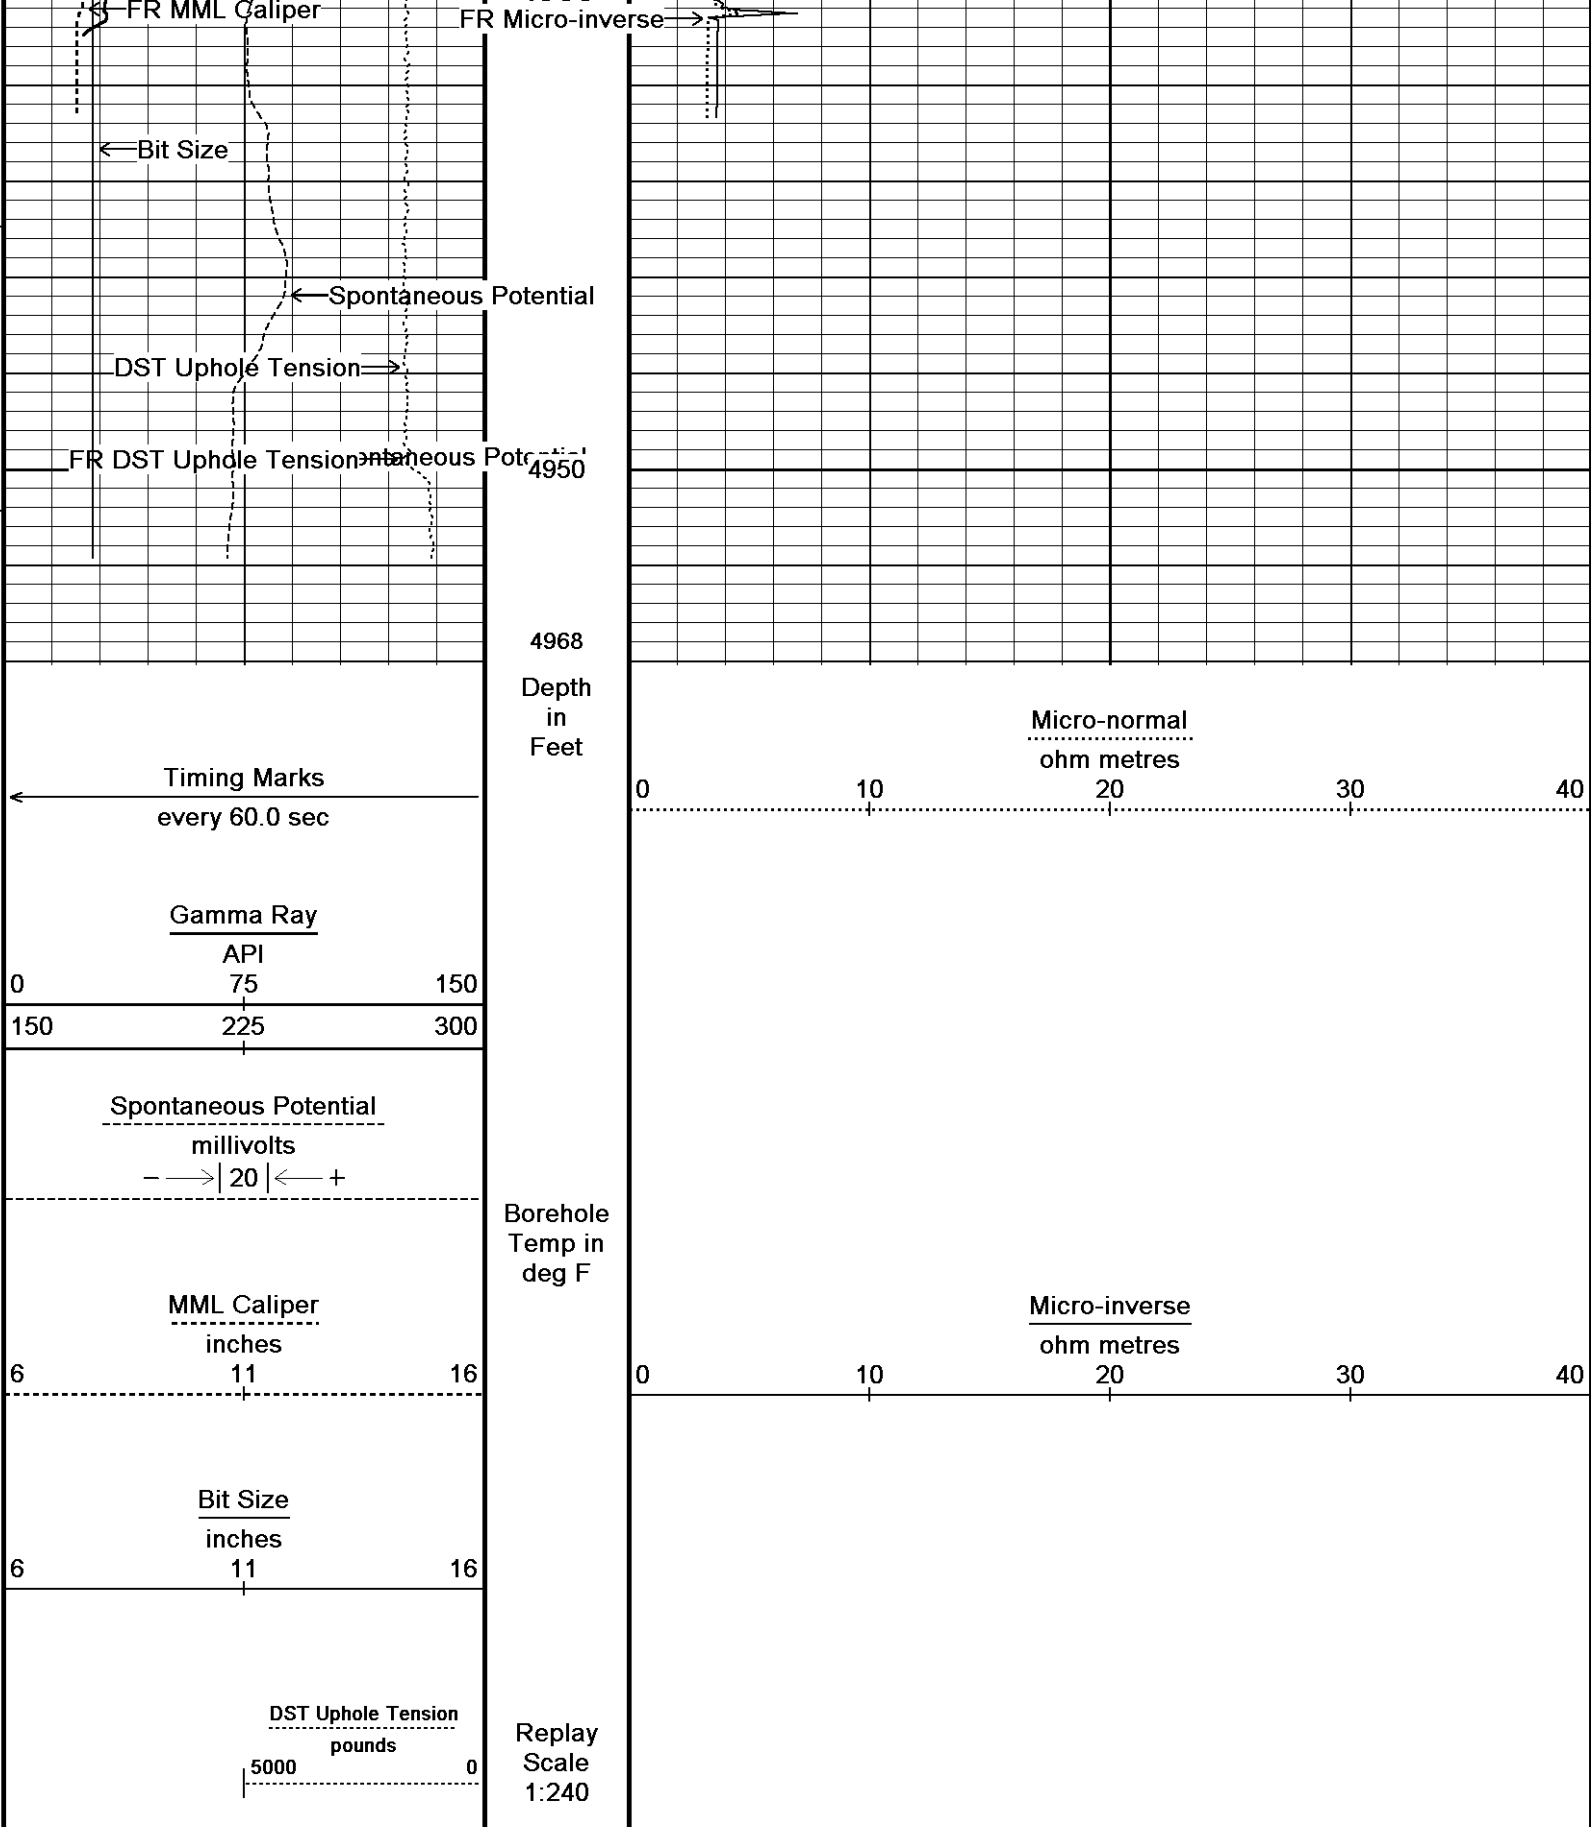 FR MML Caliper
FR Micro-inverse
Bit Size
Spontaneous Potential
DST Uphole Tension
FR DST Uphole Tension
4950
4968
Depth
in
Feet
Micro-normal
ohm metres
0 10 20 30 40
Timing Marks
every 60.0 sec
Gamma Ray
API
0 75 150
150 225 300
Spontaneous Potential
millivolts
− 20 +
Borehole
Temp in
deg F
MML Caliper
inches
6 11 16
Micro-inverse
ohm metres
0 10 20 30 40
Bit Size
inches
6 11 16
DST Uphole Tension
pounds
5000 0
Replay
Scale
1:240